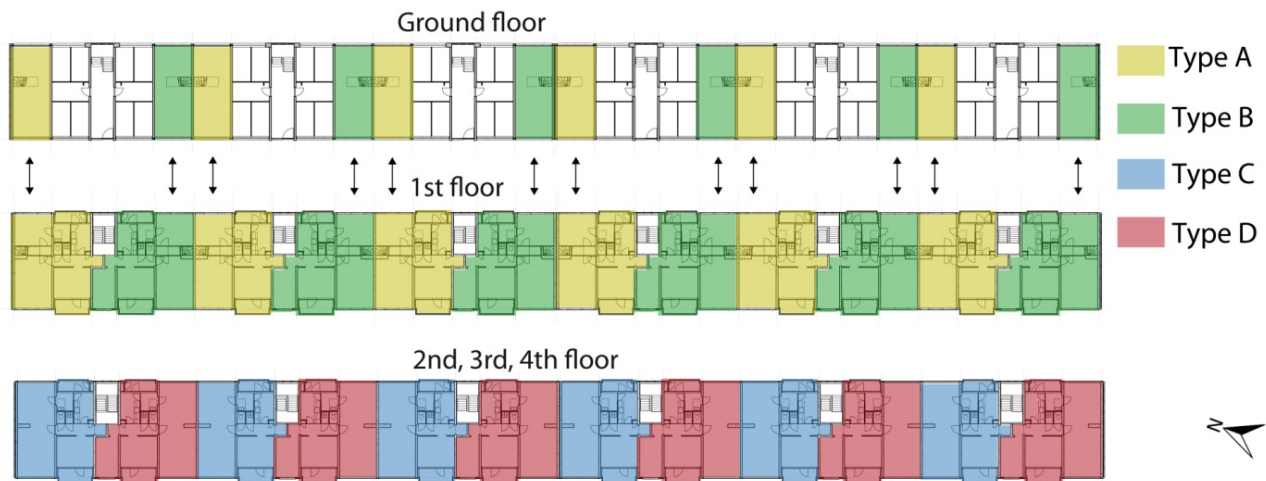 Ground floor
Type A
Type B
1st floor
Type C
Type D
2nd, 3rd, 4th floor
N